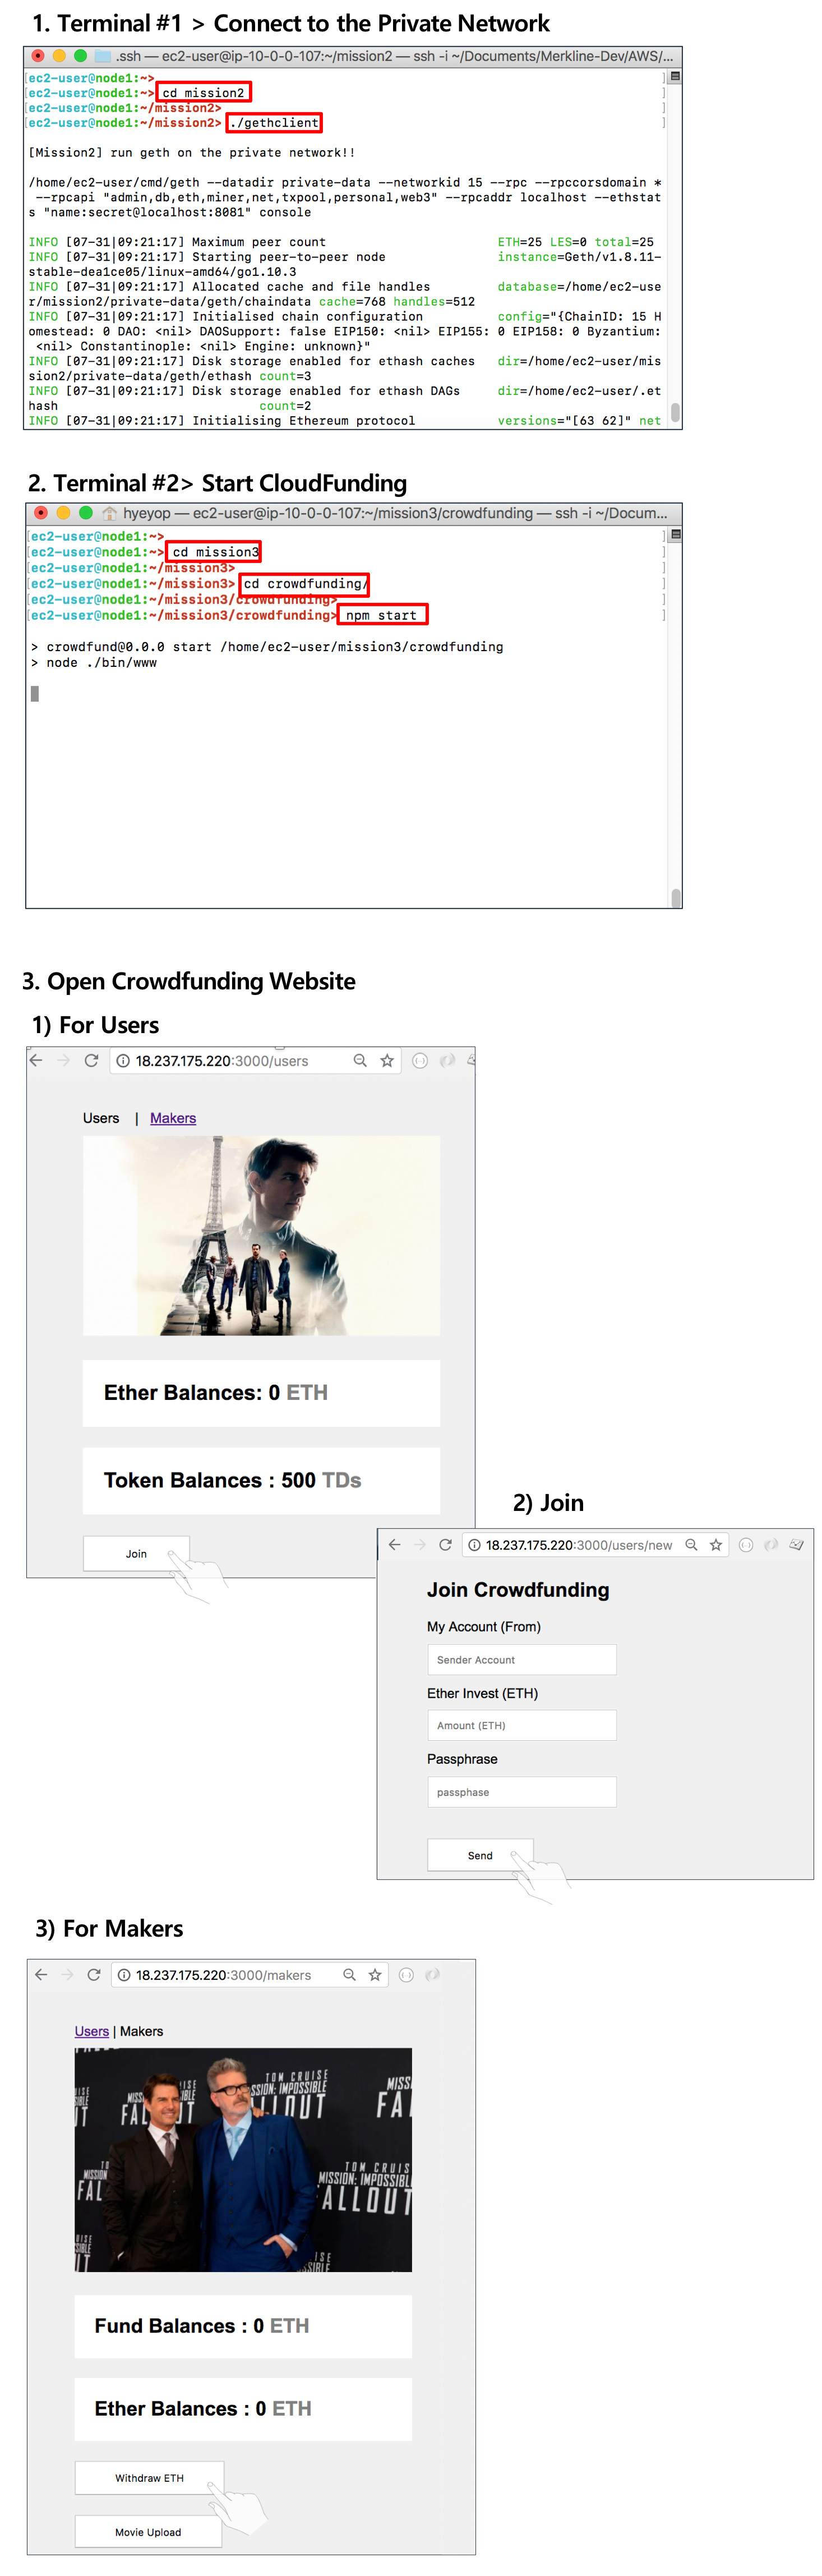 1. Terminal #1 > Connect to the Private Network
.ssh — ec2-user@ip-10-0-0-107:~/mission2 — ssh -i ~/Documents/Merkline-Dev/AWS/...
[ec2-user@node1:~> ]
[ec2-user@node1:~> cd mission2 ]
[ec2-user@node1:~/mission2> ]
[ec2-user@node1:~/mission2> ./gethclient ]
[Mission2] run geth on the private network!!
/home/ec2-user/cmd/geth --datadir private-data --networkid 15 --rpc --rpccorsdomain *
--rpcapi "admin,db,eth,miner,net,txpool,personal,web3" --rpcaddr localhost --ethstat
s "name:secret@localhost:8081" console
INFO [07-31|09:21:17] Maximum peer count ETH=25 LES=0 total=25
INFO [07-31|09:21:17] Starting peer-to-peer node instance=Geth/v1.8.11-
stable-dea1ce05/linux-amd64/go1.10.3
INFO [07-31|09:21:17] Allocated cache and file handles database=/home/ec2-use
r/mission2/private-data/geth/chaindata cache=768 handles=512
INFO [07-31|09:21:17] Initialised chain configuration config="{ChainID: 15 H
omestead: 0 DAO: <nil> DAOSupport: false EIP150: <nil> EIP155: 0 EIP158: 0 Byzantium:
<nil> Constantinople: <nil> Engine: unknown}"
INFO [07-31|09:21:17] Disk storage enabled for ethash caches dir=/home/ec2-user/mis
sion2/private-data/geth/ethash count=3
INFO [07-31|09:21:17] Disk storage enabled for ethash DAGs dir=/home/ec2-user/.et
hash count=2
INFO [07-31|09:21:17] Initialising Ethereum protocol versions="[63 62]" net
2. Terminal #2> Start CloudFunding
hyeyop — ec2-user@ip-10-0-0-107:~/mission3/crowdfunding — ssh -i ~/Docum...
[ec2-user@node1:~> ]
[ec2-user@node1:~> cd mission3 ]
[ec2-user@node1:~/mission3> ]
[ec2-user@node1:~/mission3> cd crowdfunding/ ]
[ec2-user@node1:~/mission3/crowdfunding> ]
[ec2-user@node1:~/mission3/crowdfunding> npm start ]
> crowdfund@0.0.0 start /home/ec2-user/mission3/crowdfunding
> node ./bin/www
3. Open Crowdfunding Website
1) For Users
18.237.175.220:3000/users
Users | Makers
Ether Balances: 0 ETH
Token Balances : 500 TDs
Join
2) Join
18.237.175.220:3000/users/new
Join Crowdfunding
My Account (From)
Sender Account
Ether Invest (ETH)
Amount (ETH)
Passphrase
passphase
Send
3) For Makers
18.237.175.220:3000/makers
Users | Makers
TOM CRUISE
MISSION: IMPOSSIBLE
FALLOUT
TOM CRUISE
MISSION: IMPOSSIBLE
FALLOUT
Fund Balances : 0 ETH
Ether Balances : 0 ETH
Withdraw ETH
Movie Upload